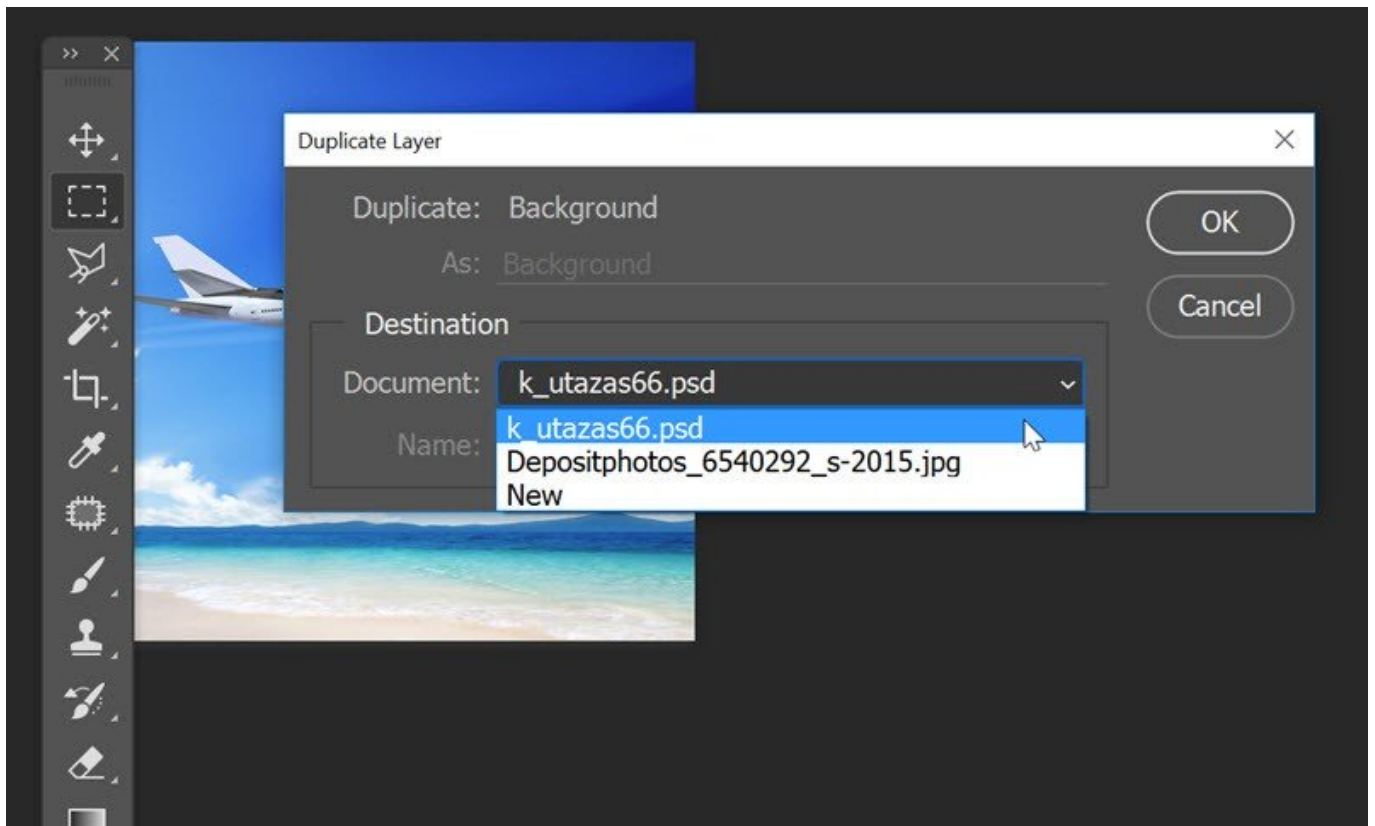 Duplicate Layer
Duplicate: Background
As: Background
OK
Cancel
Destination
Document: k_utazas66.psd
Name:
k_utazas66.psd
Depositphotos_6540292_s-2015.jpg
New